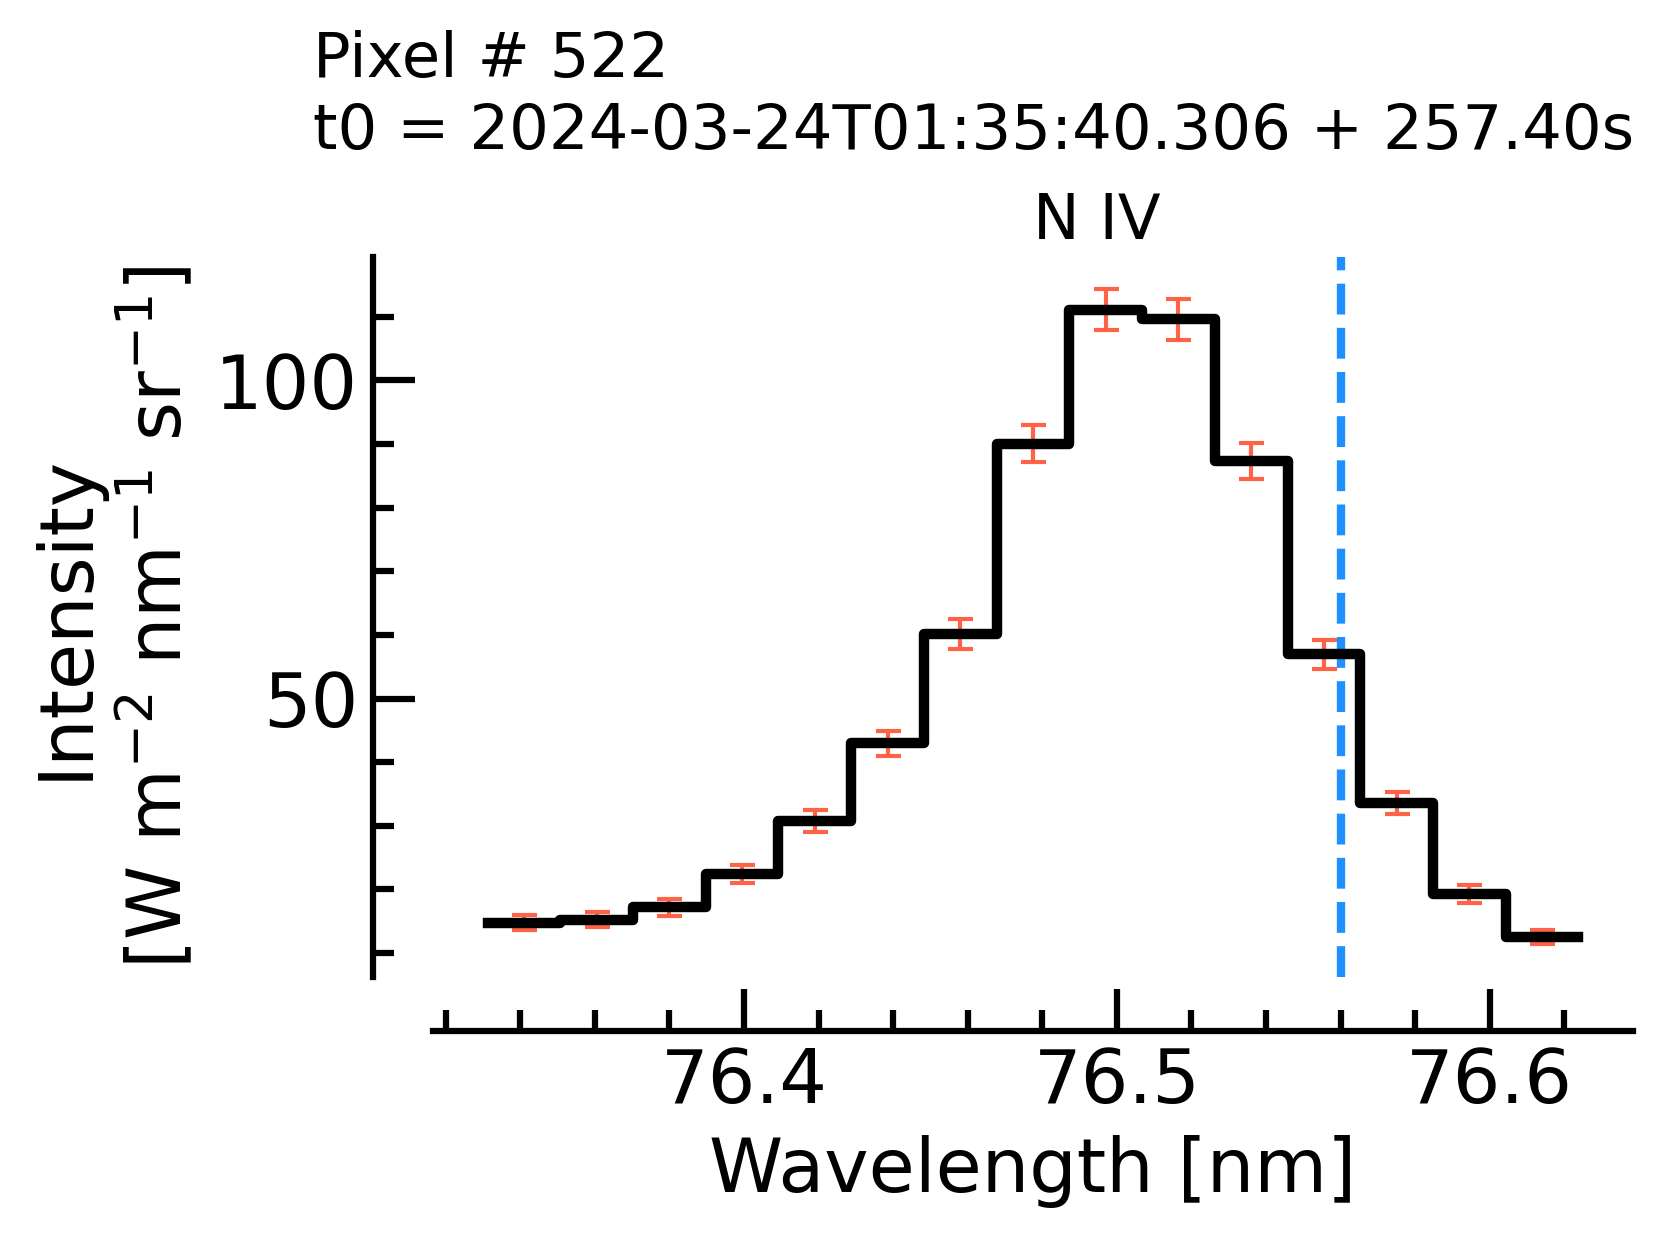 Pixel # 522
t0 = 2024-03-24T01:35:40.306 + 257.40s
N IV
Intensity
[W m⁻² nm⁻¹ sr⁻¹]
100
50
76.4 76.5 76.6
Wavelength [nm]